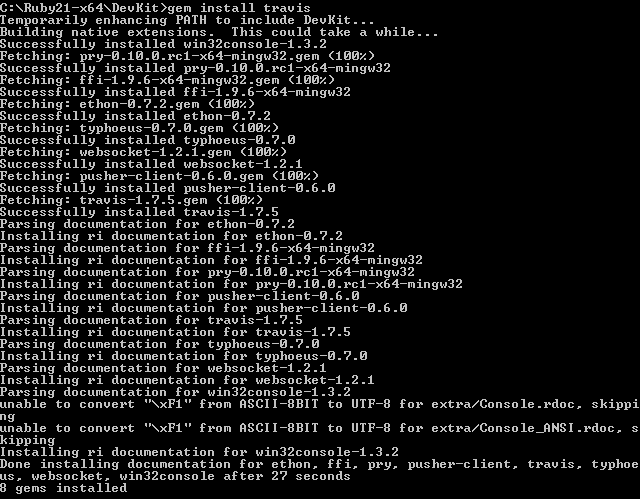 C:\Ruby21-x64\DevKit>gem install travis
Temporarily enhancing PATH to include DevKit...
Building native extensions.  This could take a while...
Successfully installed win32console-1.3.2
Fetching: pry-0.10.0.rc1-x64-mingw32.gem (100%)
Successfully installed pry-0.10.0.rc1-x64-mingw32
Fetching: ffi-1.9.6-x64-mingw32.gem (100%)
Successfully installed ffi-1.9.6-x64-mingw32
Fetching: ethon-0.7.2.gem (100%)
Successfully installed ethon-0.7.2
Fetching: typhoeus-0.7.0.gem (100%)
Successfully installed typhoeus-0.7.0
Fetching: websocket-1.2.1.gem (100%)
Successfully installed websocket-1.2.1
Fetching: pusher-client-0.6.0.gem (100%)
Successfully installed pusher-client-0.6.0
Fetching: travis-1.7.5.gem (100%)
Successfully installed travis-1.7.5
Parsing documentation for ethon-0.7.2
Installing ri documentation for ethon-0.7.2
Parsing documentation for ffi-1.9.6-x64-mingw32
Installing ri documentation for ffi-1.9.6-x64-mingw32
Parsing documentation for pry-0.10.0.rc1-x64-mingw32
Installing ri documentation for pry-0.10.0.rc1-x64-mingw32
Parsing documentation for pusher-client-0.6.0
Installing ri documentation for pusher-client-0.6.0
Parsing documentation for travis-1.7.5
Installing ri documentation for travis-1.7.5
Parsing documentation for typhoeus-0.7.0
Installing ri documentation for typhoeus-0.7.0
Parsing documentation for websocket-1.2.1
Installing ri documentation for websocket-1.2.1
Parsing documentation for win32console-1.3.2
unable to convert "\xF1" from ASCII-8BIT to UTF-8 for extra/Console.rdoc, skippi
ng
unable to convert "\xF1" from ASCII-8BIT to UTF-8 for extra/Console_ANSI.rdoc, s
kipping
Installing ri documentation for win32console-1.3.2
Done installing documentation for ethon, ffi, pry, pusher-client, travis, typhoe
us, websocket, win32console after 27 seconds
8 gems installed